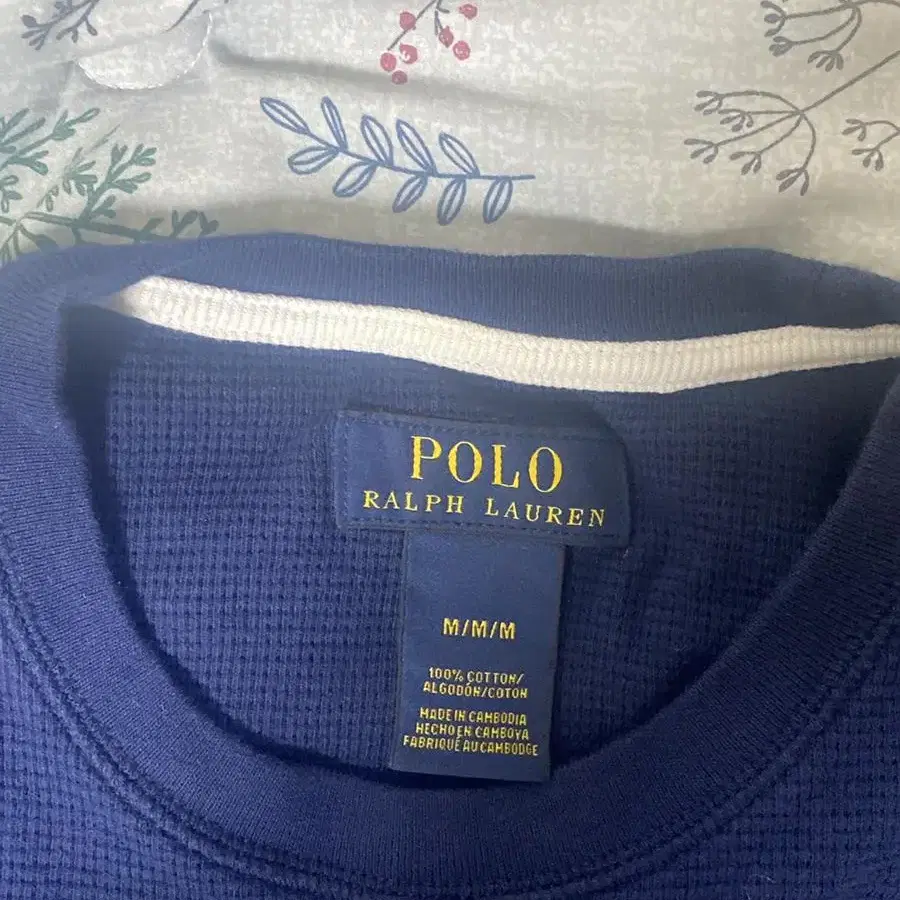 POLO
RALPH LAUREN
M/M/M
100% COTTON/
ALGODÓN/COTON
MADE IN CAMBODIA
HECHO EN CAMBOYA
FABRIQUÉ AU CAMBODGE